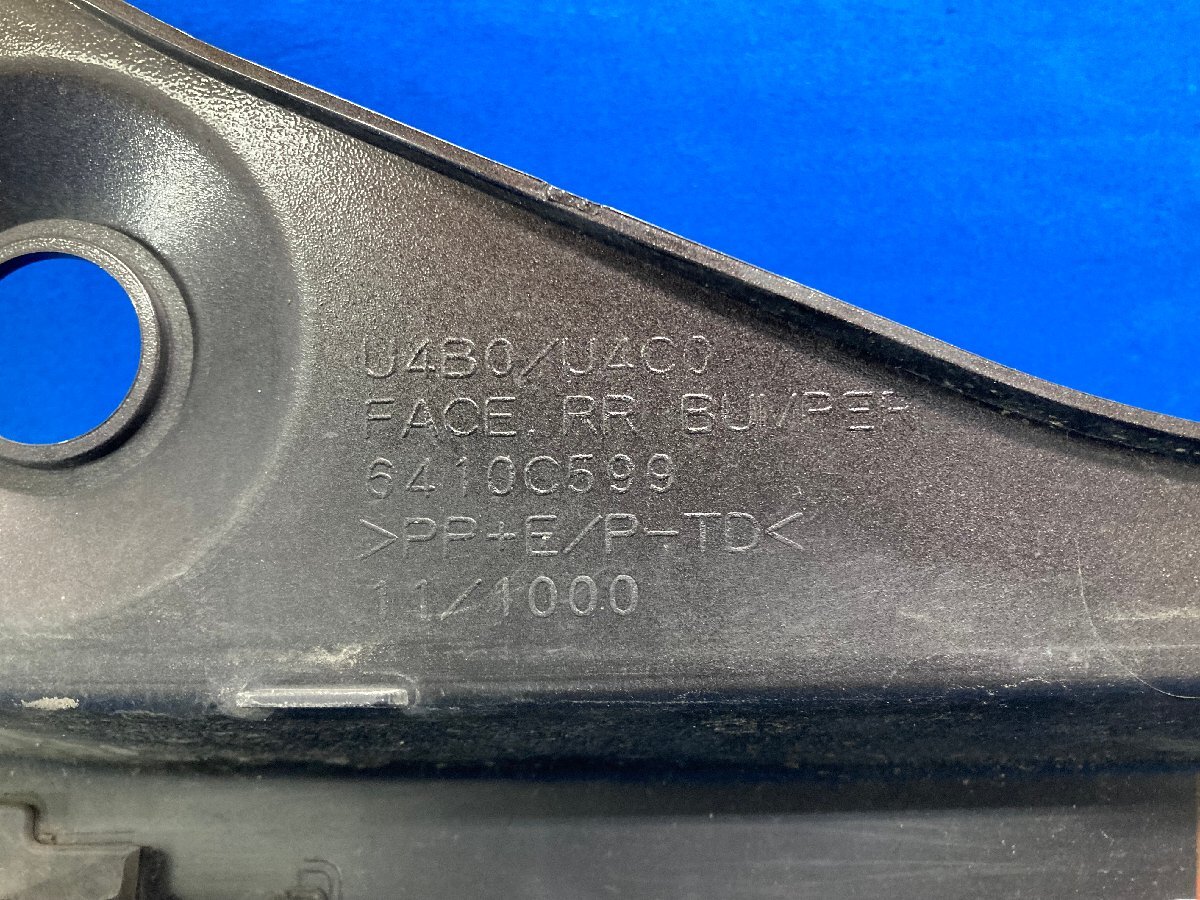 U4B0/U4C0
FACE, RR BUMPER
6410C599
>PP+E/P-TD<
11/1000